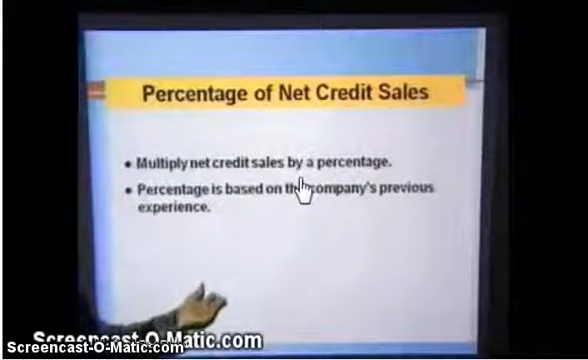 Percentage of Net Credit Sales
• Multiply net credit sales by a percentage.
• Percentage is based on the company's previous
experience.
Screencast-O-Matic.com
Screencast-O-Matic.com